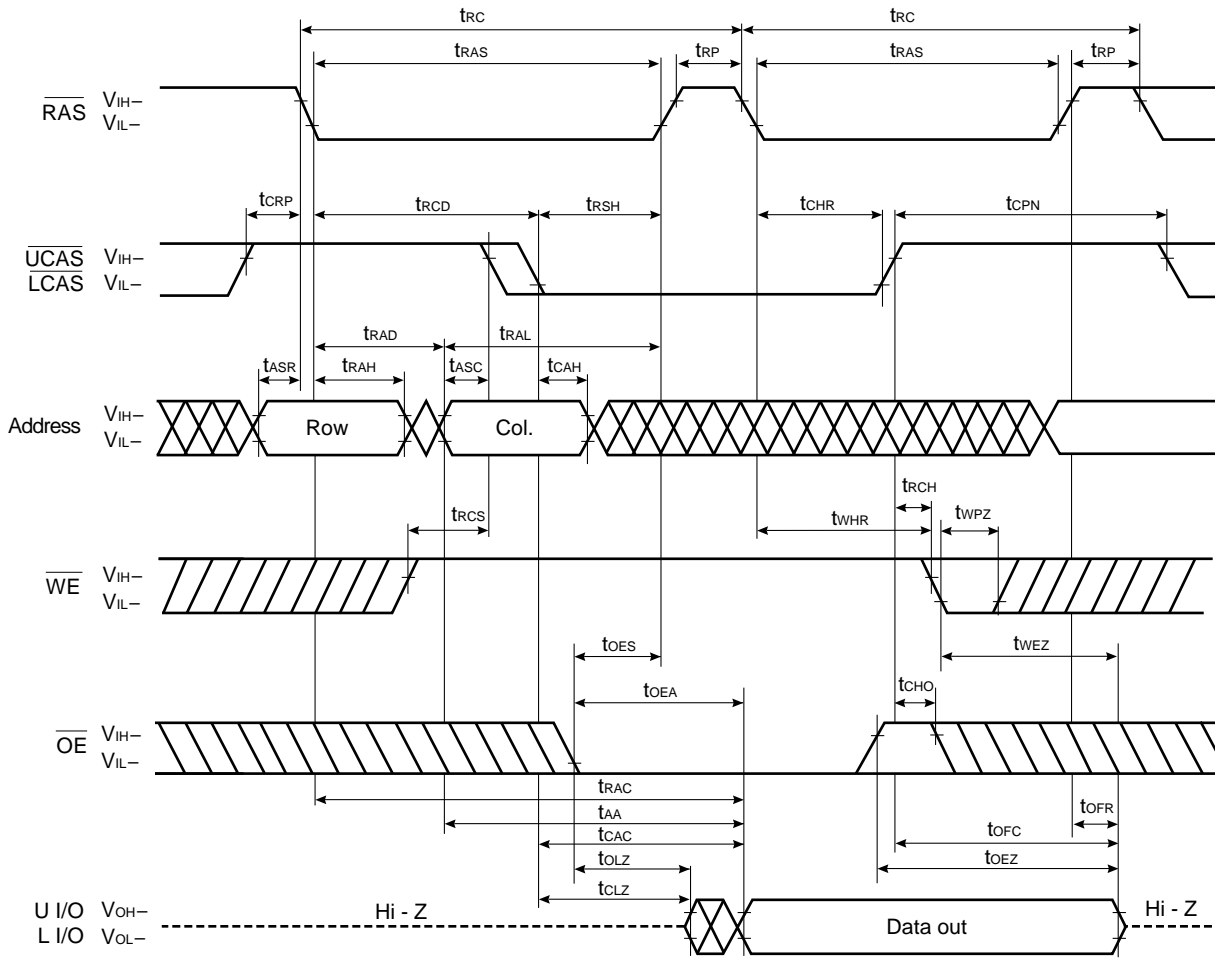 tRC tRC
tRAS tRP tRAS tRP
RAS VIH– VIL–
tCRP tRCD tRSH tCHR tCPN
UCAS VIH–
LCAS VIL–
tRAD tRAL
tASR tRAH tASC tCAH
Address VIH– VIL–
Row Col.
tRCS tWHR tRCH tWPZ
WE VIH– VIL–
tOES tWEZ
tOEA tCHO
OE VIH– VIL–
tRAC
tAA tOFR
tCAC tOFC
tOLZ tOEZ
tCLZ
U I/O VOH–
L I/O VOL–
Hi - Z Data out Hi - Z